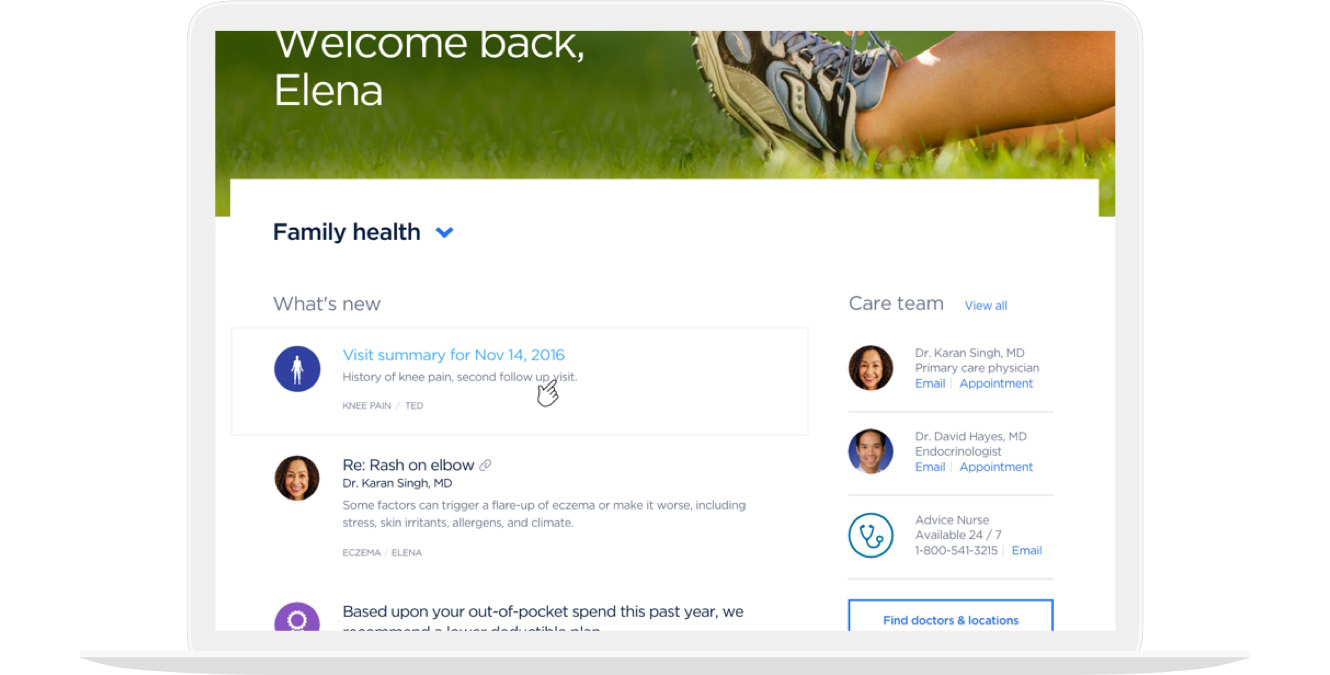 Welcome back,
Elena
Family health
What's new
Visit summary for Nov 14, 2016
History of knee pain, second follow up visit.
KNEE PAIN / TED
Re: Rash on elbow
Dr. Karan Singh, MD
Some factors can trigger a flare-up of eczema or make it worse, including
stress, skin irritants, allergens, and climate.
ECZEMA / ELENA
Based upon your out-of-pocket spend this past year, we
recommend a lower deductible plan
Care team View all
Dr. Karan Singh, MD
Primary care physician
Email | Appointment
Dr. David Hayes, MD
Endocrinologist
Email | Appointment
Advice Nurse
Available 24 / 7
1-800-541-3215 | Email
Find doctors & locations